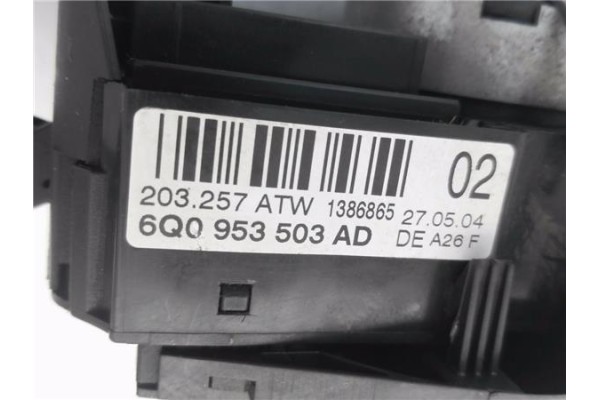 02
203.257 ATW 1386865 27.05.04
6Q0 953 503 AD DE A26 F